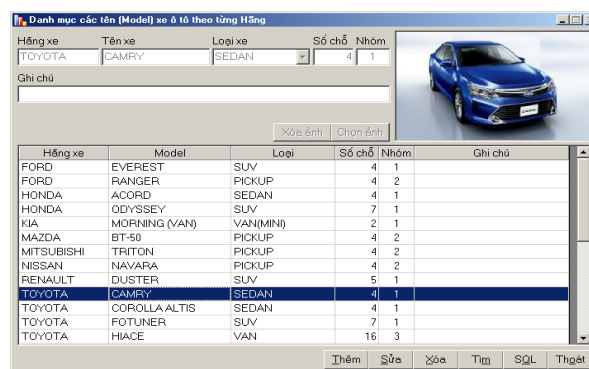 Danh mục các tên (Model) xe ô tô theo từng Hãng
Hãng xe Tên xe Loại xe Số chỗ Nhóm
TOYOTA CAMRY SEDAN 4 1
Ghi chú
Xóa ảnh Chọn ảnh
Hãng xe Model Loại Số chỗ Nhóm Ghi chú
FORD EVEREST SUV 4 1
FORD RANGER PICKUP 4 2
HONDA ACORD SEDAN 4 1
HONDA ODYSSEY SUV 7 1
KIA MORNING (VAN) VAN(MINI) 2 1
MAZDA BT-50 PICKUP 4 2
MITSUBISHI TRITON PICKUP 4 2
NISSAN NAVARA PICKUP 4 2
RENAULT DUSTER SUV 5 1
TOYOTA CAMRY SEDAN 4 1
TOYOTA COROLLA ALTIS SEDAN 4 1
TOYOTA FOTUNER SUV 7 1
TOYOTA HIACE VAN 16 3
Thêm Sửa Xóa Tìm SQL Thoát